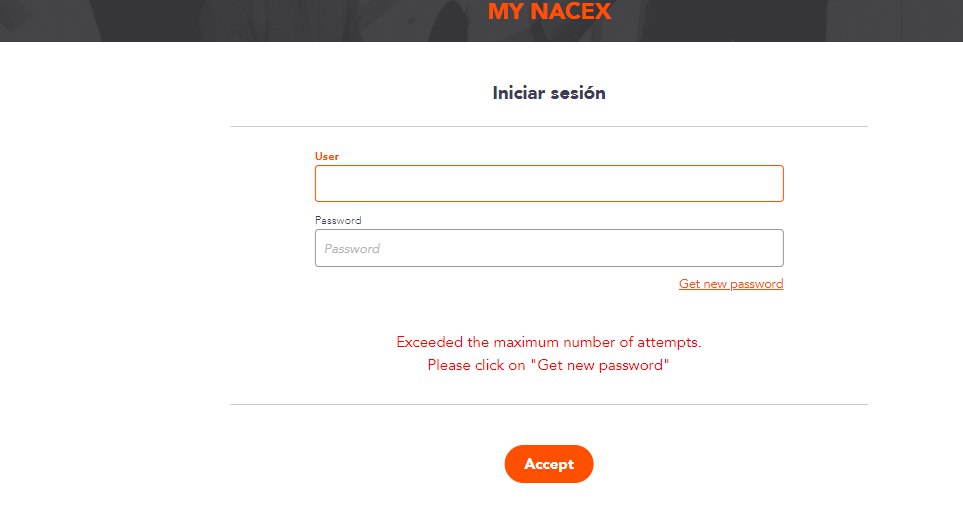 MY NACEX
Iniciar sesión
User
Password
Password
Get new password
Exceeded the maximum number of attempts.
Please click on "Get new password"
Accept